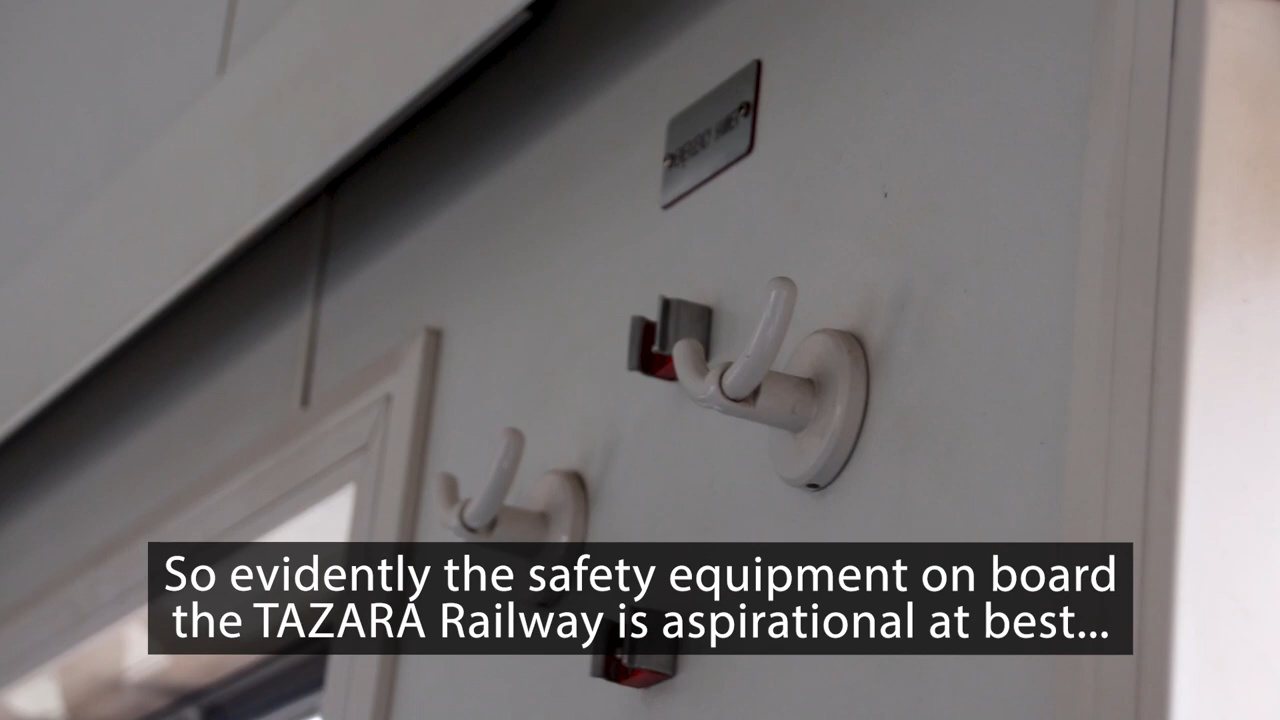 So evidently the safety equipment on board
the TAZARA Railway is aspirational at best...